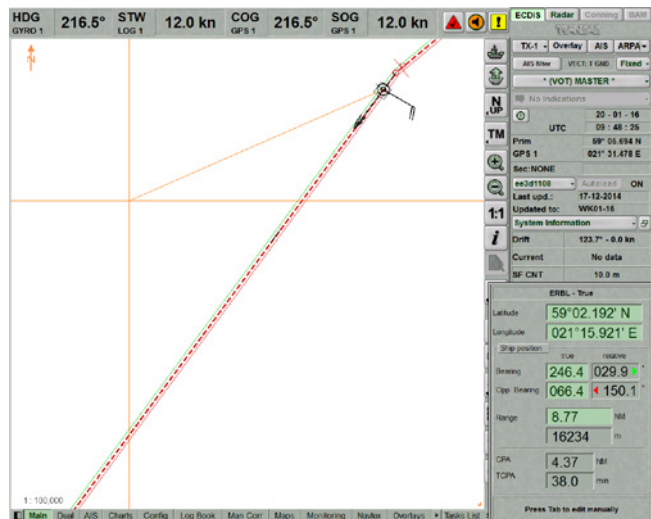 HDG 216.5° STW 12.0 kn COG 216.5° SOG 12.0 kn
GYRO 1 LOG 1 GPS 1 GPS 1
ECDIS Radar Conning BAM
TX-1 Overlay AIS ARPA
AIS filter VECT: T GND Fixed
* (VOT) MASTER *
No indications
20 - 01 - 16
UTC 09 : 48 : 25
Prim 59° 05.694 N
GPS 1 021° 31.478 E
Sec:NONE
ee3d1108 Autoload ON
Last upd.: 17-12-2014
Updated to: WK01-16
System Information
Drift 123.7° - 0.0 kn
Current No data
SF CNT 10.0 m
N
N
UP
TM
1:1
i
ERBL - True
Latitude 59°02.192' N
Longitude 021°15.921' E
Ship position
true relative
Bearing 246.4 029.9 °
Opp. Bearing 066.4 150.1 °
Range 8.77 NM
16234 m
CPA 4.37 NM
TCPA 38.0 min
Press Tab to edit manually
1: 100,000
Main Dual AIS Charts Config Log Book Man Corr Maps Monitoring Navtex Overlays Tasks List